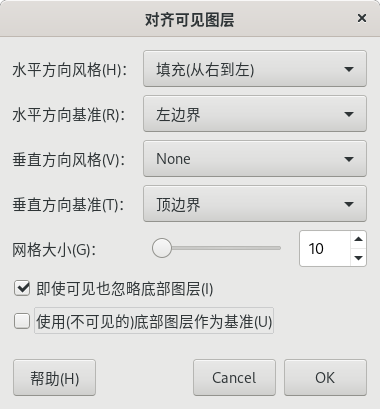 对齐可见图层
水平方向风格(H)： 填充(从右到左)
水平方向基准(R)： 左边界
垂直方向风格(V)： None
垂直方向基准(T)： 顶边界
网格大小(G)： 10
即使可见也忽略底部图层(I)
使用(不可见的)底部图层作为基准(U)
帮助(H) Cancel OK